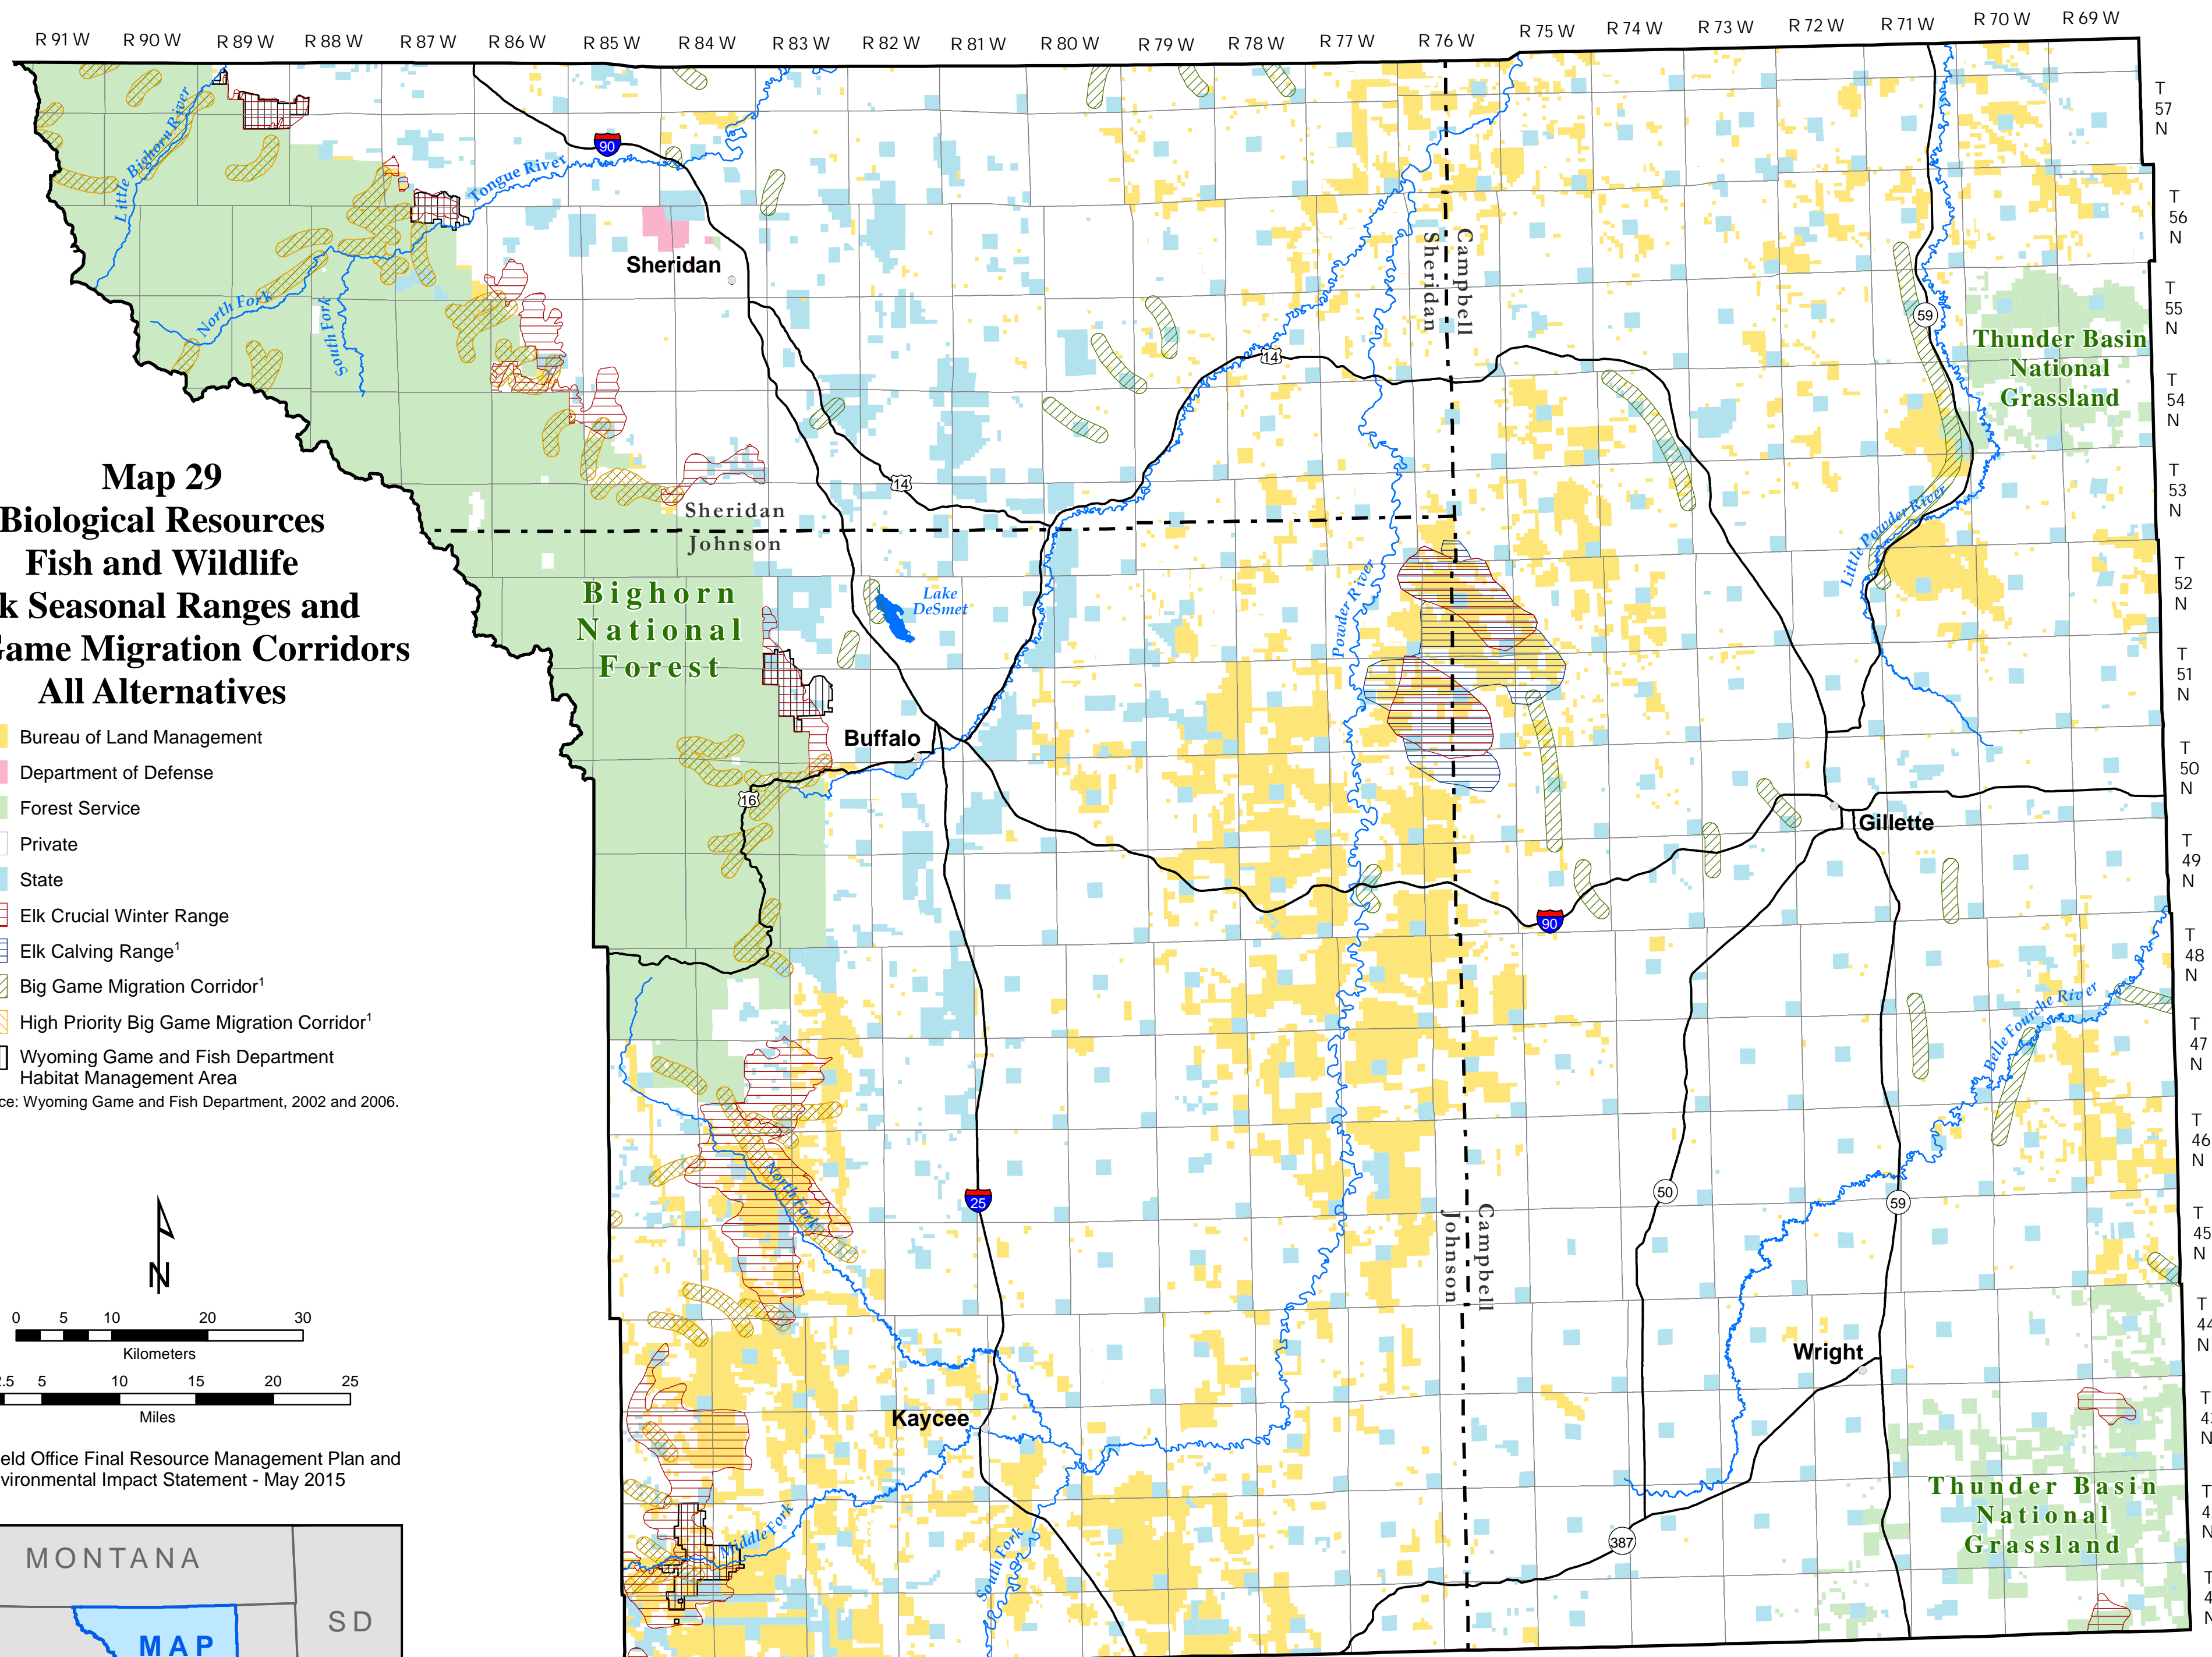 R 91 W R 90 W R 89 W R 88 W R 87 W R 86 W R 85 W R 84 W R 83 W R 82 W R 81 W R 80 W R 79 W R 78 W R 77 W R 76 W R 75 W R 74 W R 73 W R 72 W R 71 W R 70 W R 69 W
T
57
N
T
56
N
T
55
N
T
54
N
T
53
N
T
52
N
T
51
N
T
50
N
T
49
N
T
48
N
T
47
N
T
46
N
T
45
N
T
44
N
Little Bighorn River
Tongue River
90
Sheridan
North Fork
South Fork
Sheridan
Campbell
14
59
Thunder Basin
National
Grassland
14
Sheridan
Johnson
Little Powder River
Powder River
Bighorn
National
Forest
Lake
DeSmet
Buffalo
16
Gillette
90
Belle Fourche River
North Fork
25
50
59
Johnson
Campbell
Wright
Kaycee
Middle Fork
South Fork
387
Thunder Basin
National
Grassland
Map 29
Biological Resources
Fish and Wildlife
k Seasonal Ranges and
Game Migration Corridors
All Alternatives
Bureau of Land Management
Department of Defense
Forest Service
Private
State
Elk Crucial Winter Range
Elk Calving Range1
Big Game Migration Corridor1
High Priority Big Game Migration Corridor1
Wyoming Game and Fish Department
Habitat Management Area
ce: Wyoming Game and Fish Department, 2002 and 2006.
N
0 5 10 20 30
Kilometers
2.5 5 10 15 20 25
Miles
eld Office Final Resource Management Plan and
vironmental Impact Statement - May 2015
MONTANA
SD
MAP